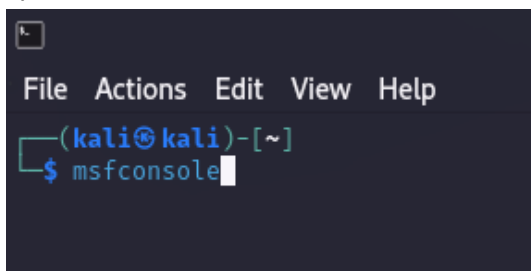 File Actions Edit View Help
┌──(kali㉿kali)-[~]
└─$ msfconsole